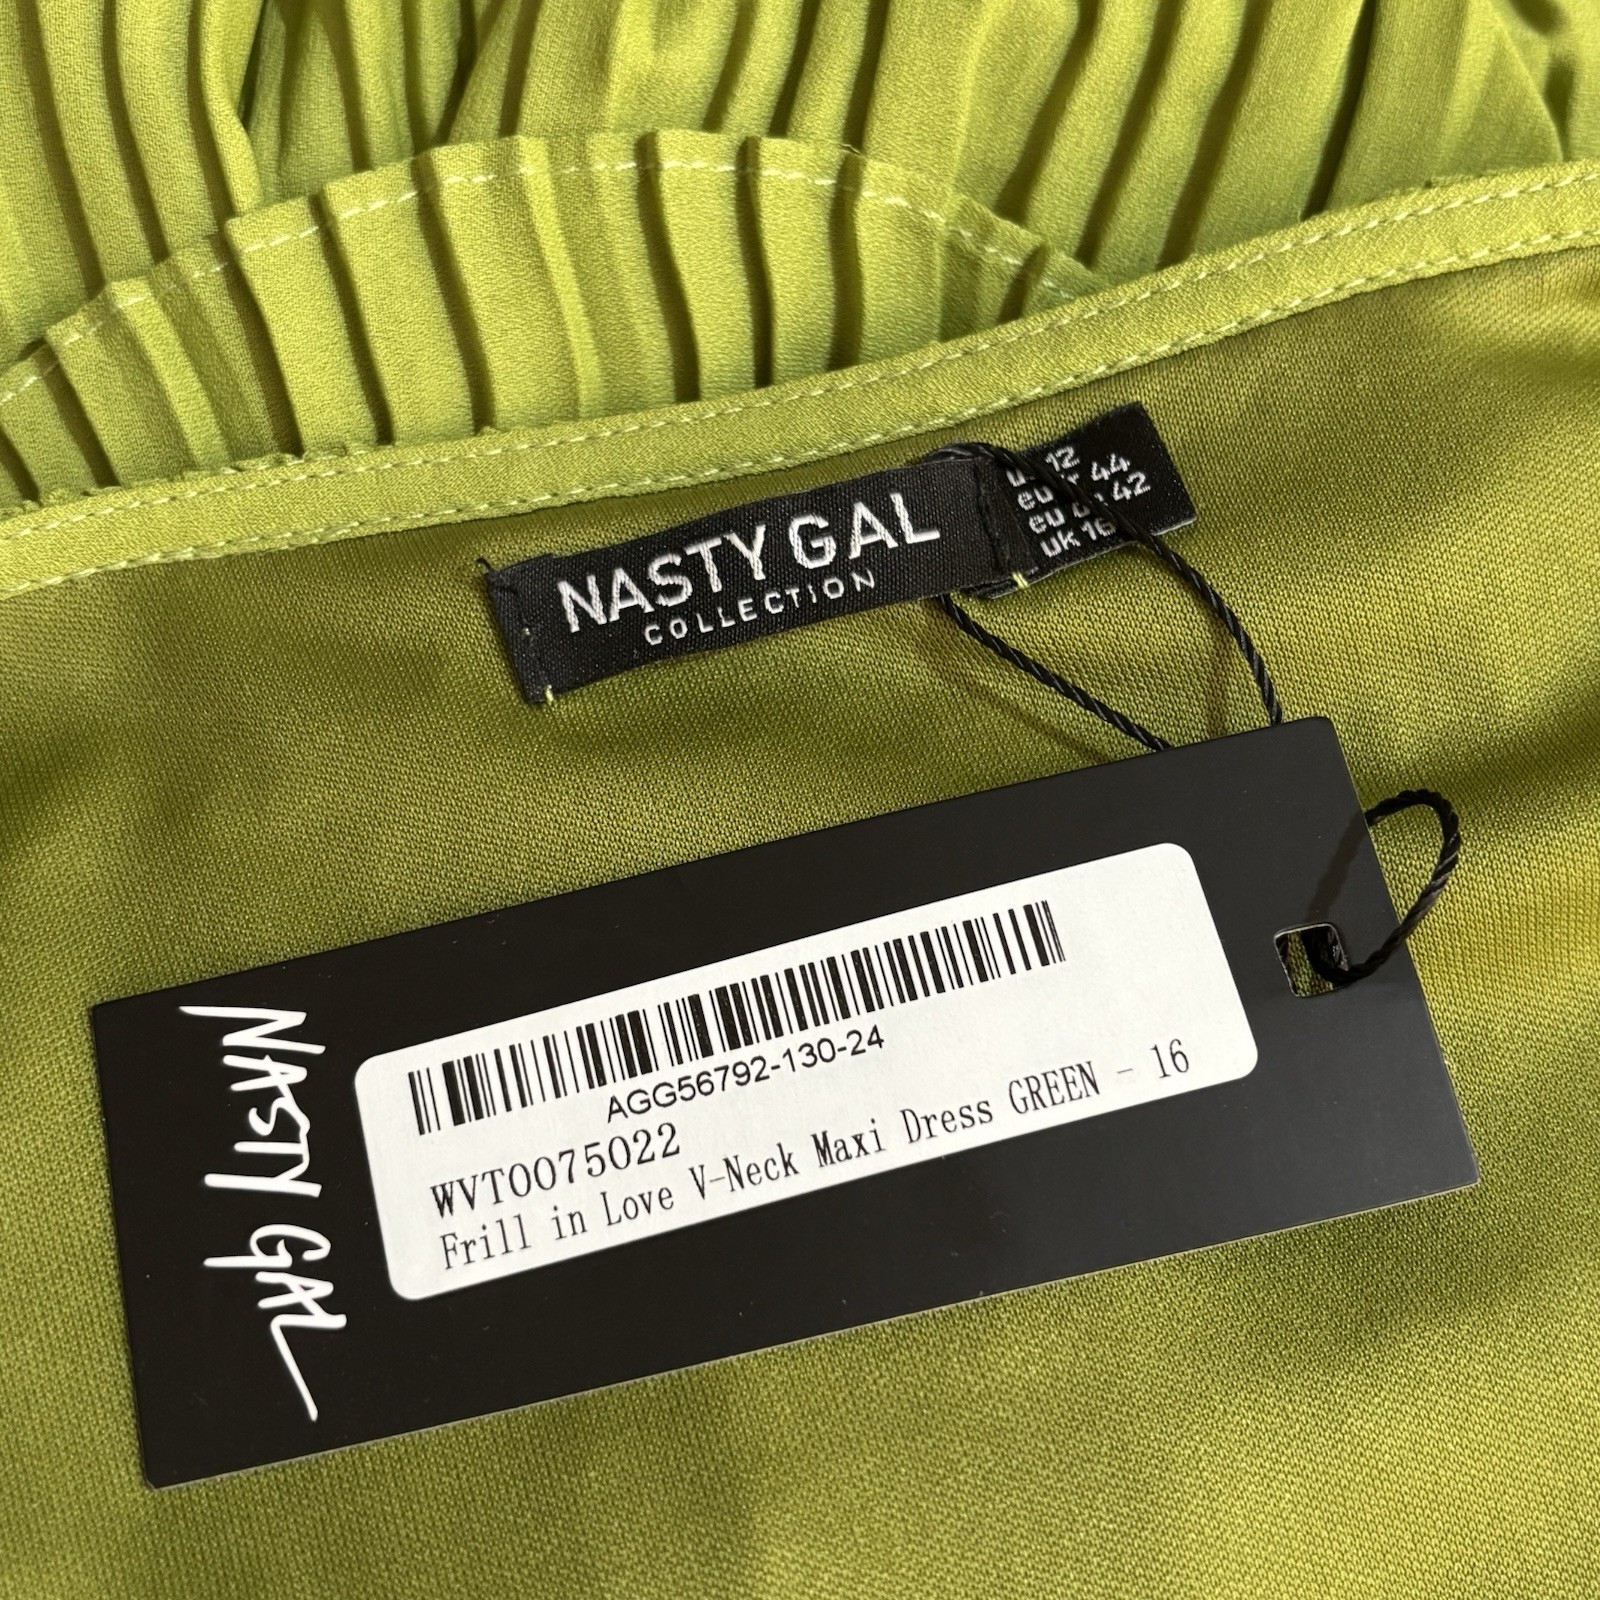 NASTY GAL
COLLECTION
12
eu 44
eu 42
uk 16
NASTY GAL
AGG56792-130-24
WVT0075022
Frill in Love V-Neck Maxi Dress GREEN - 16